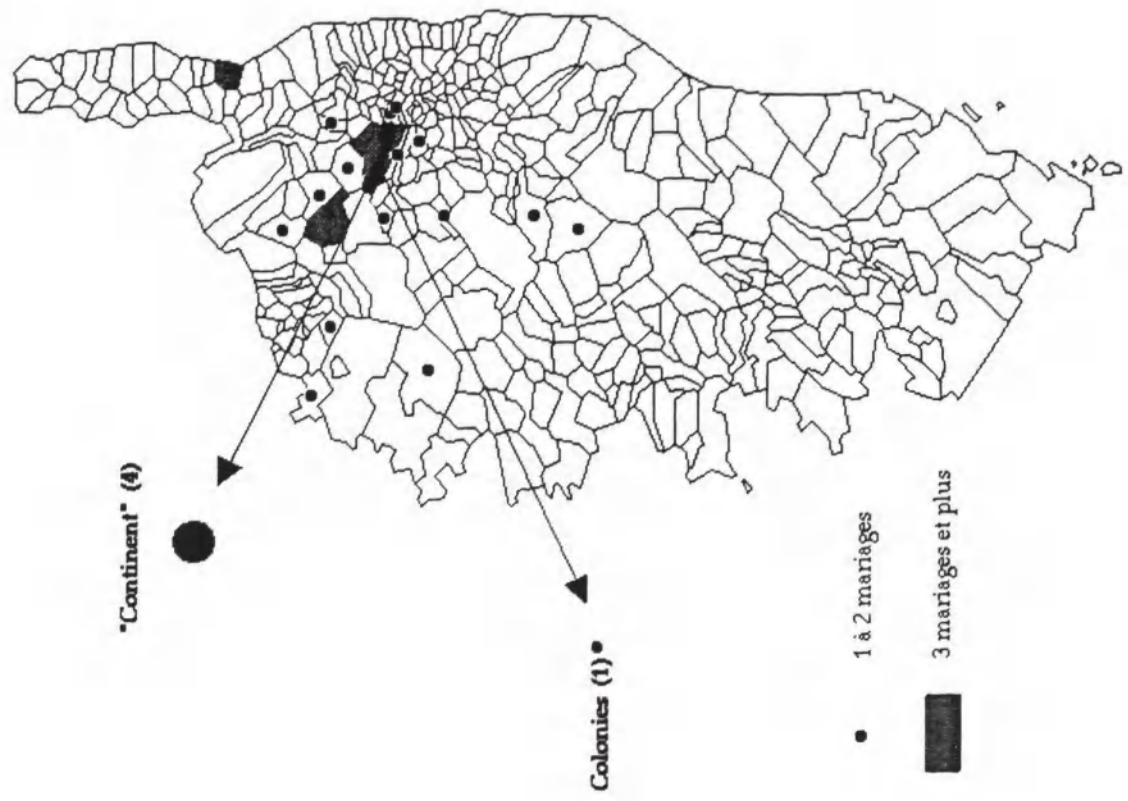 "Continent" (4)
Colonies (1)
1 à 2 mariages
3 mariages et plus